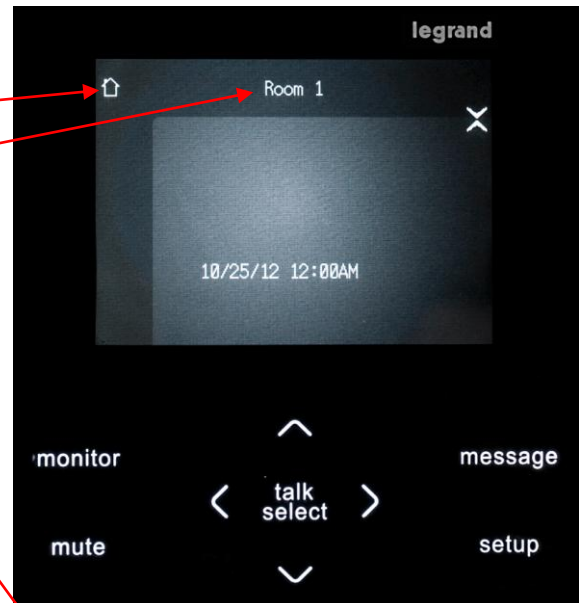 legrand
Room 1
10/25/12 12:00AM
monitor
message
talk
select
mute
setup